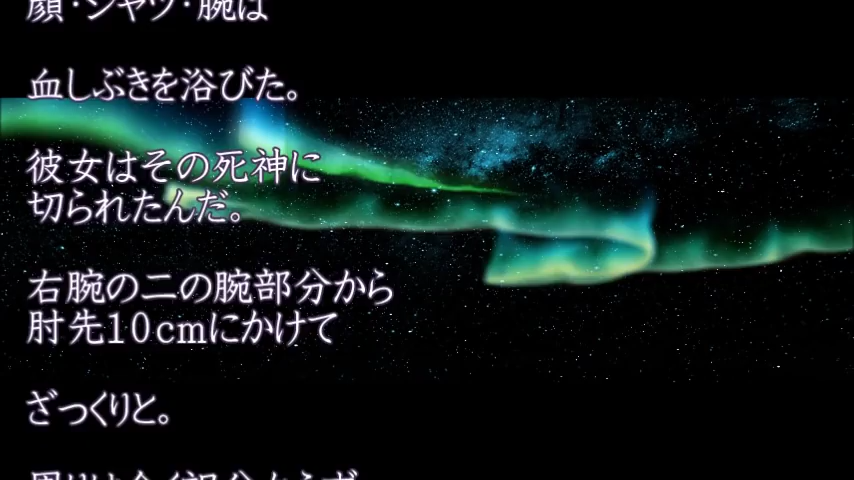 顔・シャツ・腕は
血しぶきを浴びた。
彼女はその死神に
切られたんだ。
右腕の二の腕部分から
肘先10cmにかけて
ざっくりと。